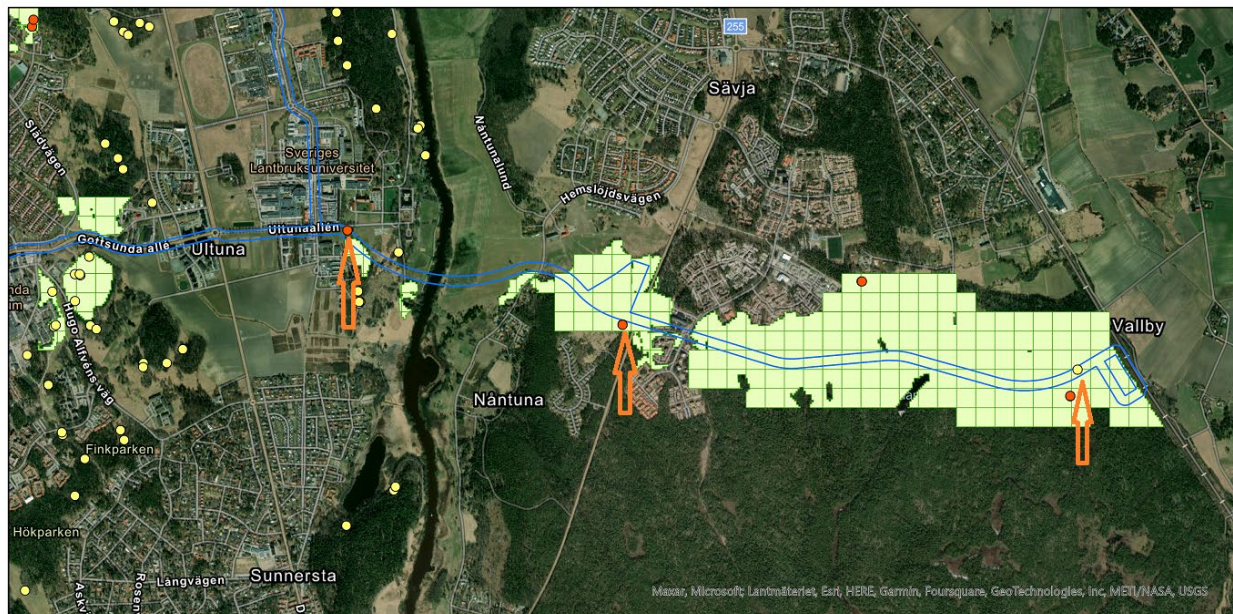 255
Sävja
Slädvägen
Sveriges
Lantbruksuniversitet
Nåntunalund
Hemslöjdsvägen
Ultunaallén
Gottsunda allé
Ultuna
Hugo Alfvéns väg
Vallby
Nåntuna
Finkparken
Hökparken
Långvägen
Sunnersta
Maxar, Microsoft, Lantmäteriet, Esri, HERE, Garmin, Foursquare, GeoTechnologies, Inc, METI/NASA, USGS